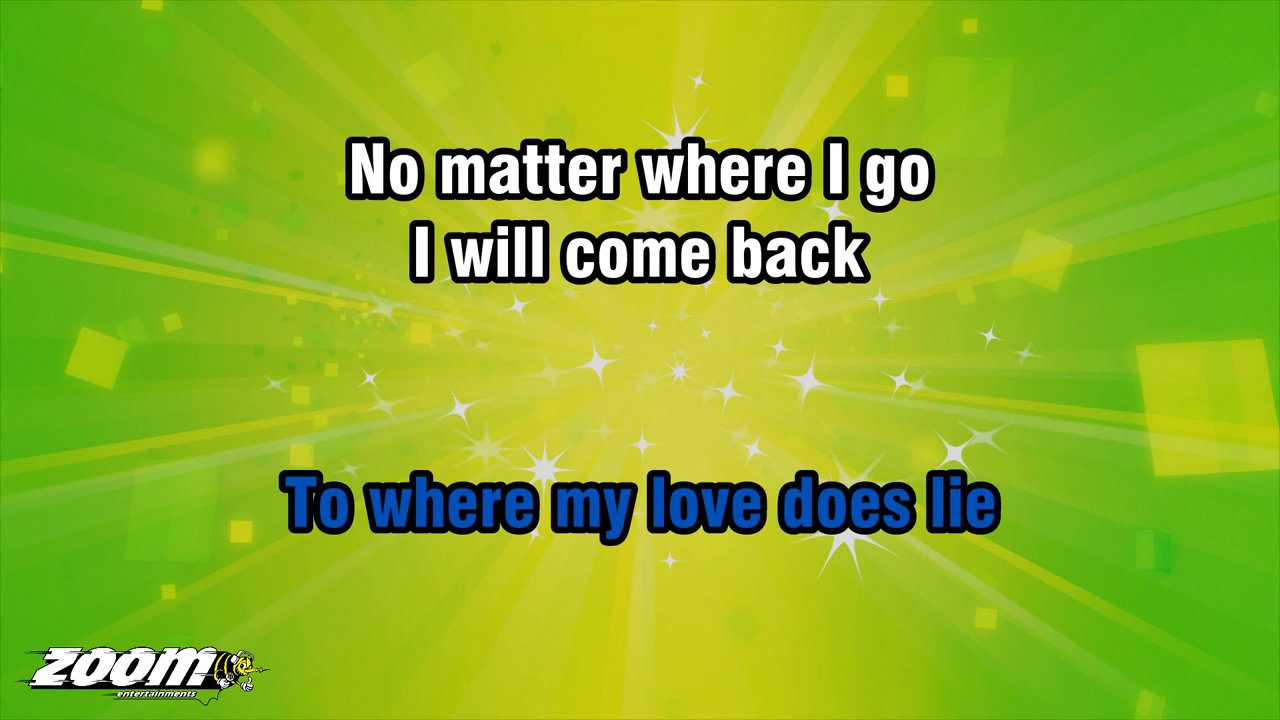 No matter where I go
I will come back
To where my love does lie
ZOOM
entertainments